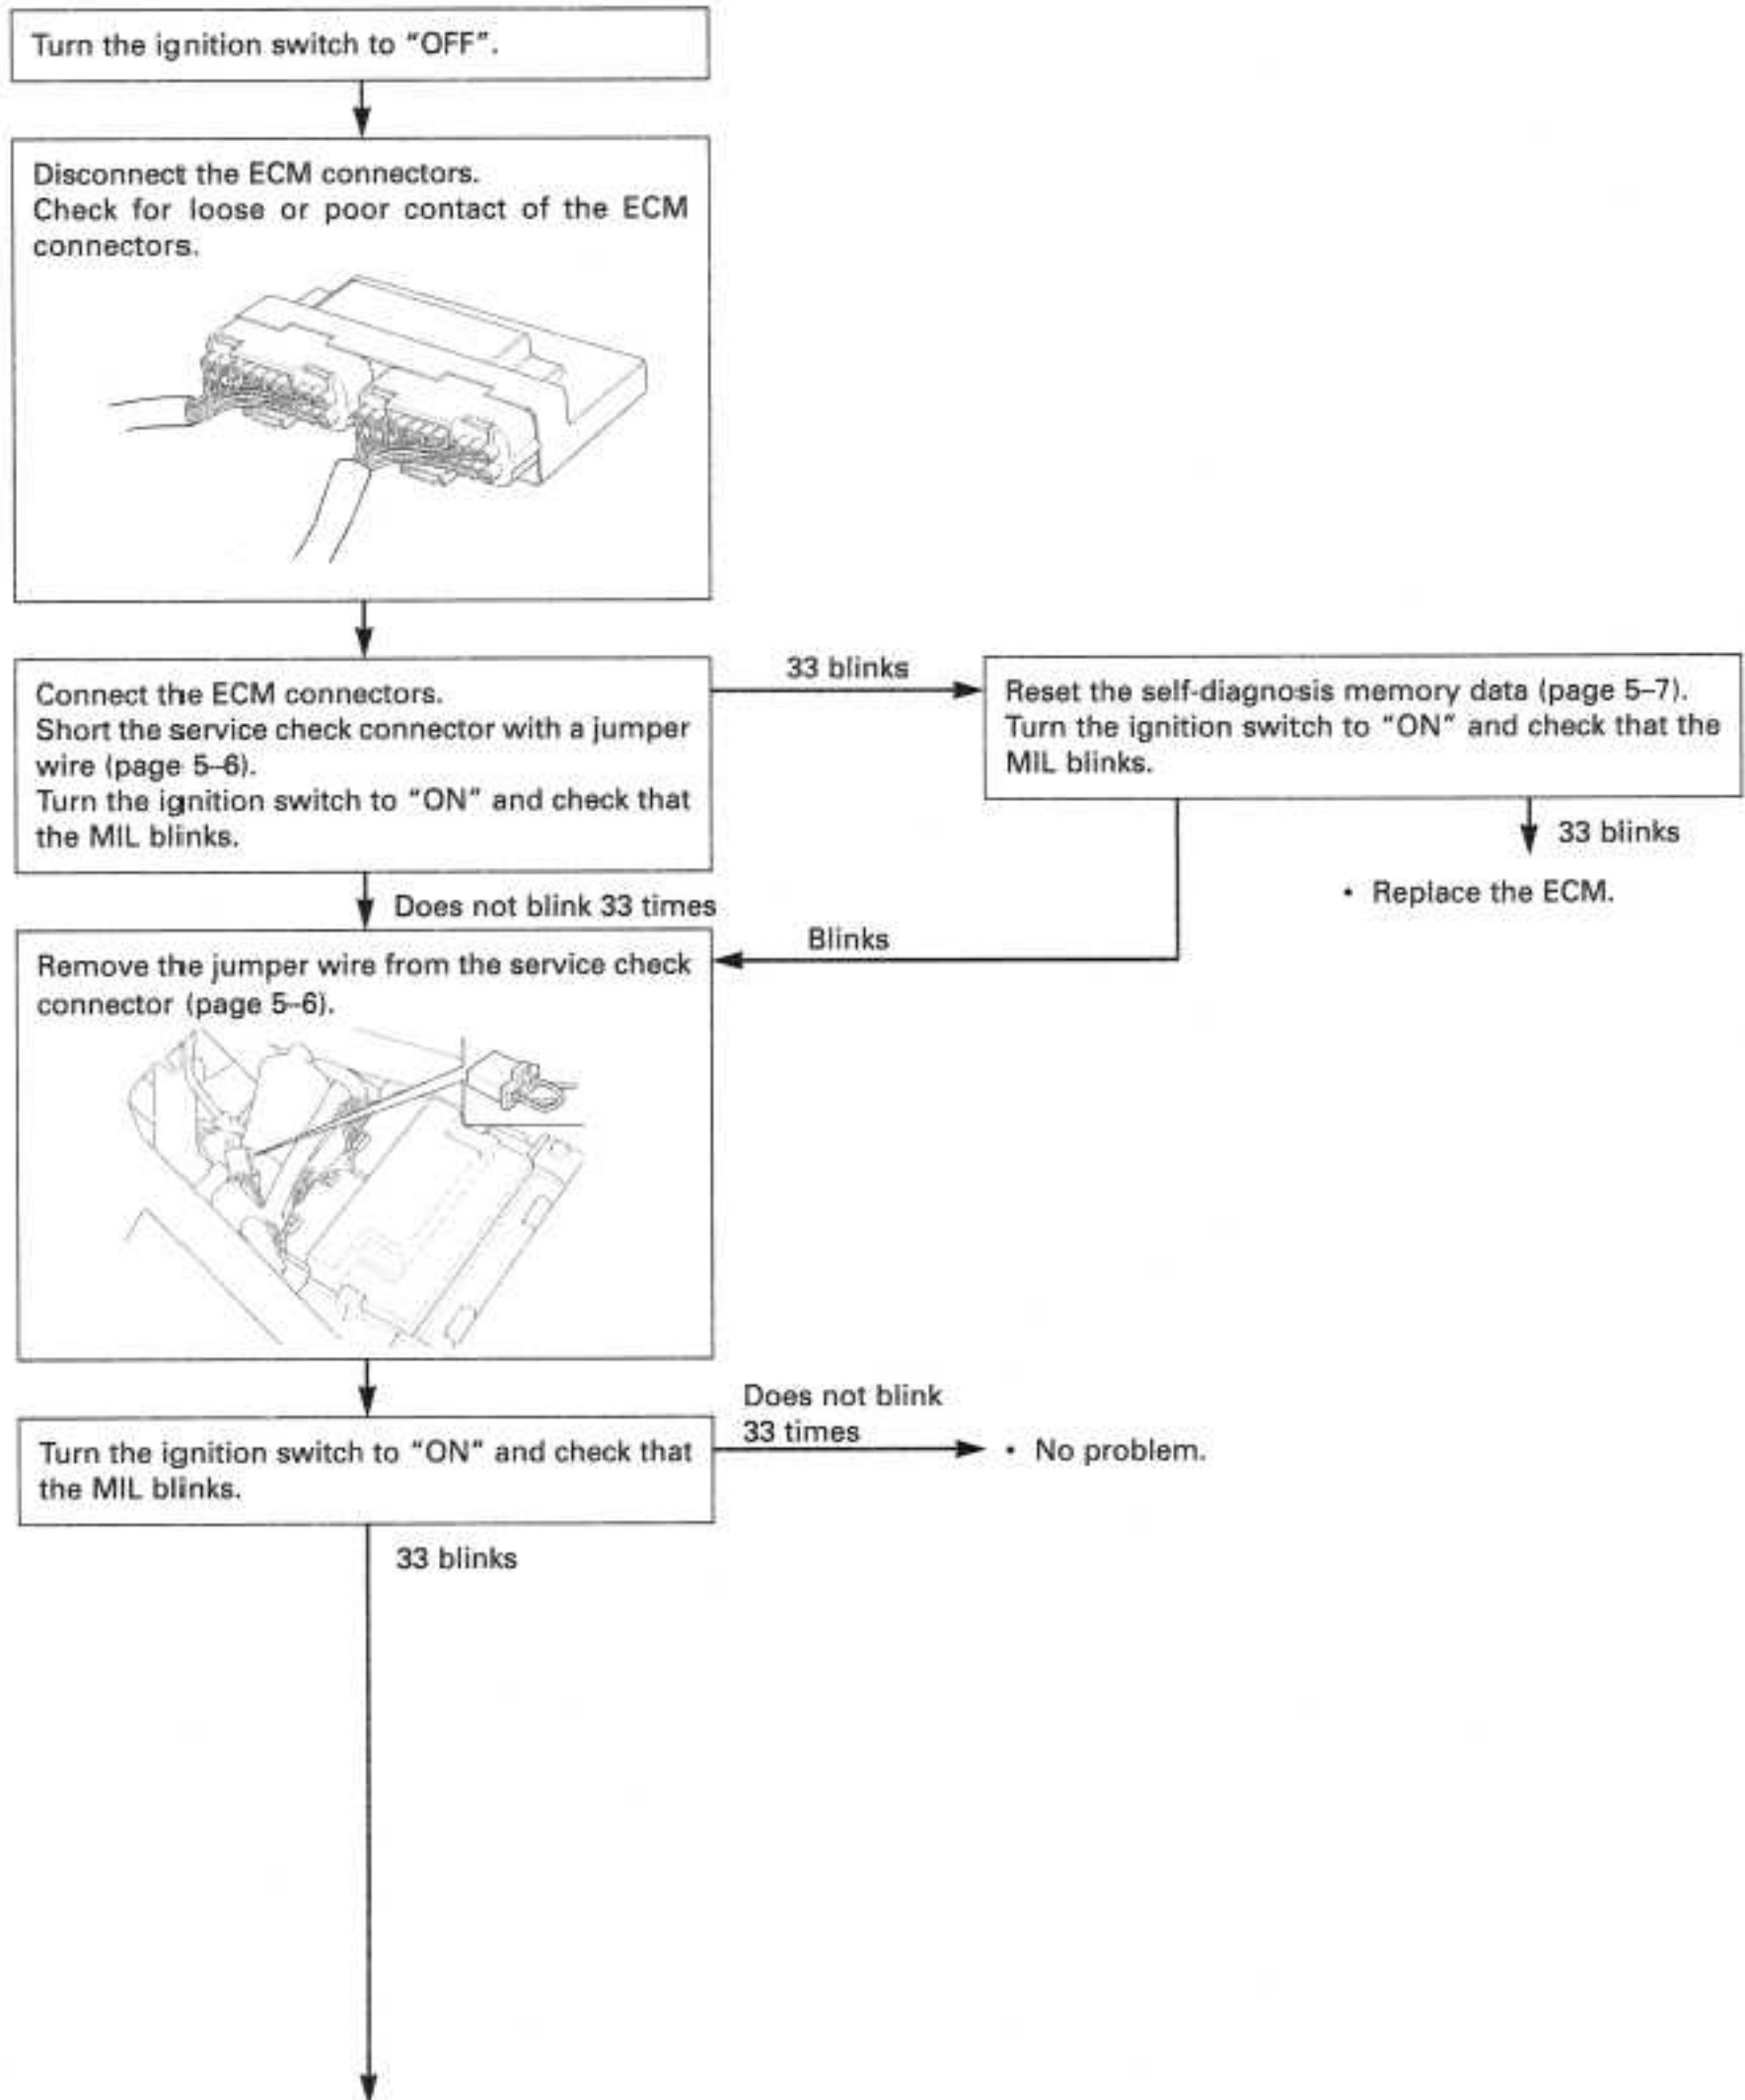 Turn the ignition switch to "OFF".
Disconnect the ECM connectors.
Check for loose or poor contact of the ECM
connectors.
Connect the ECM connectors.
Short the service check connector with a jumper
wire (page 5–6).
Turn the ignition switch to "ON" and check that
the MIL blinks.
33 blinks
Reset the self-diagnosis memory data (page 5–7).
Turn the ignition switch to "ON" and check that the
MIL blinks.
33 blinks
• Replace the ECM.
Does not blink 33 times
Blinks
Remove the jumper wire from the service check
connector (page 5–6).
Turn the ignition switch to "ON" and check that
the MIL blinks.
Does not blink
33 times
• No problem.
33 blinks